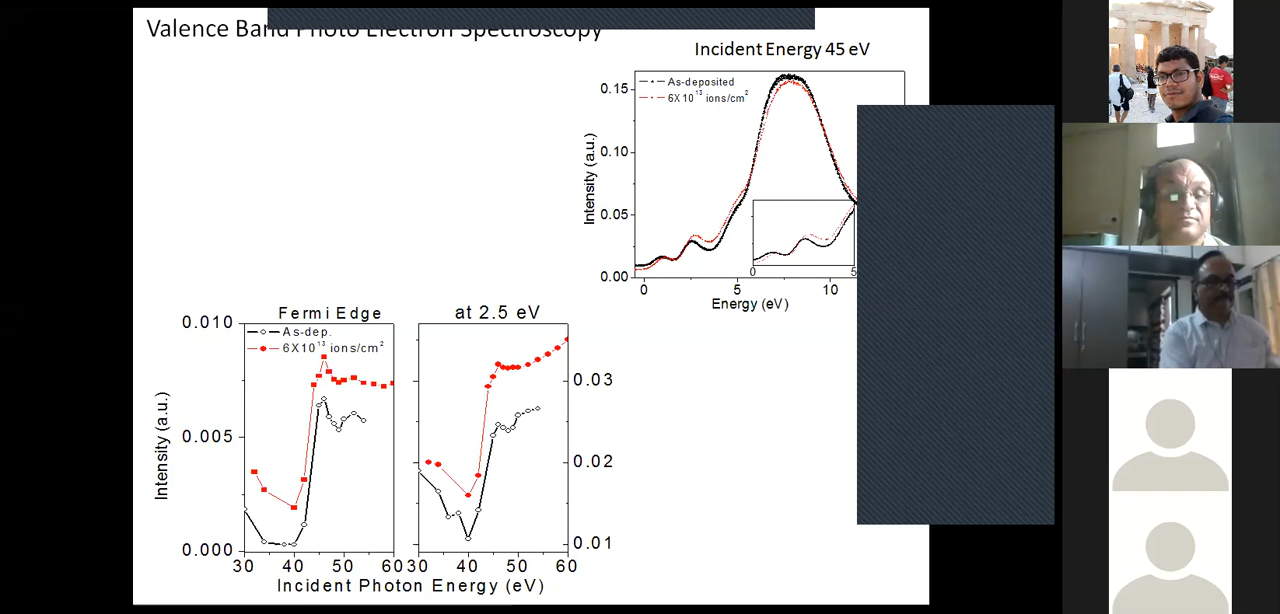 Valence Band Photo Electron Spectroscopy
Incident Energy 45 eV
As-deposited
6X10¹³ ions/cm²
0.15
0.10
0.05
0.00
Intensity (a.u.)
0 5
0 5 10
Energy (eV)
Fermi Edge
at 2.5 eV
As-dep.
6X10¹³ ions/cm²
0.010
0.005
0.000
Intensity (a.u.)
0.03
0.02
0.01
30 40 50 60
30 40 50 60
Incident Photon Energy (eV)